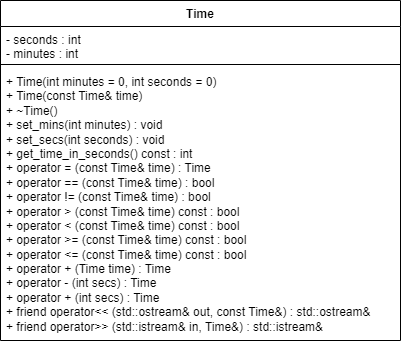 Time
- seconds : int
- minutes : int
+ Time(int minutes = 0, int seconds = 0)
+ Time(const Time& time)
+ ~Time()
+ set_mins(int minutes) : void
+ set_secs(int seconds) : void
+ get_time_in_seconds() const : int
+ operator = (const Time& time) : Time
+ operator == (const Time& time) : bool
+ operator != (const Time& time) : bool
+ operator > (const Time& time) const : bool
+ operator < (const Time& time) const : bool
+ operator >= (const Time& time) const : bool
+ operator <= (const Time& time) const : bool
+ operator + (Time time) : Time
+ operator - (int secs) : Time
+ operator + (int secs) : Time
+ friend operator<< (std::ostream& out, const Time&) : std::ostream&
+ friend operator>> (std::istream& in, Time&) : std::istream&